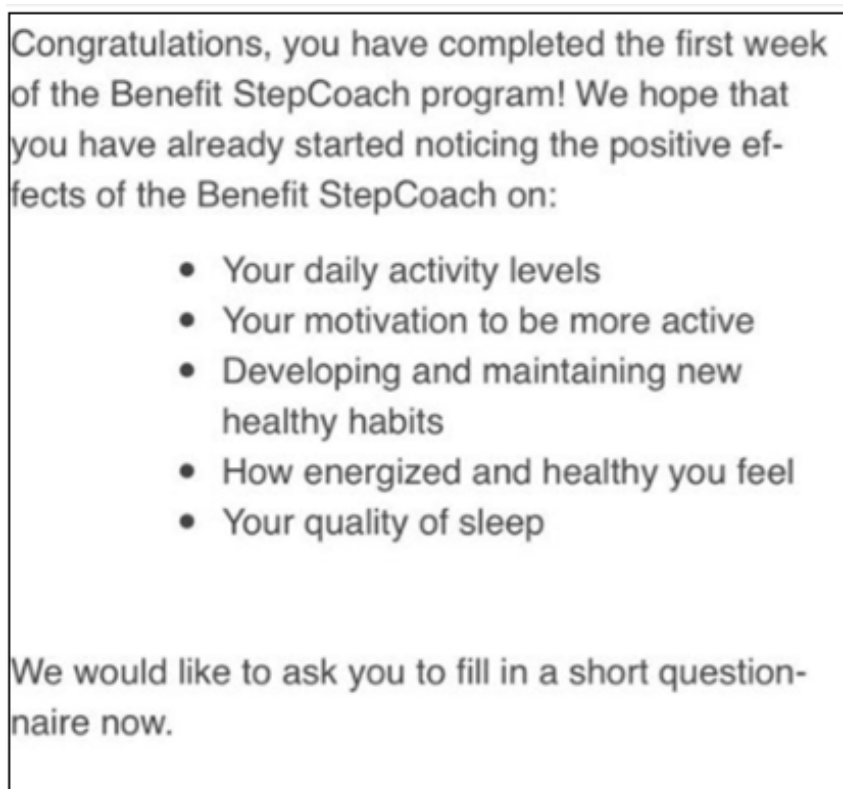 Congratulations, you have completed the first week
of the Benefit StepCoach program! We hope that
you have already started noticing the positive ef-
fects of the Benefit StepCoach on:
• Your daily activity levels
• Your motivation to be more active
• Developing and maintaining new
healthy habits
• How energized and healthy you feel
• Your quality of sleep
We would like to ask you to fill in a short question-
naire now.